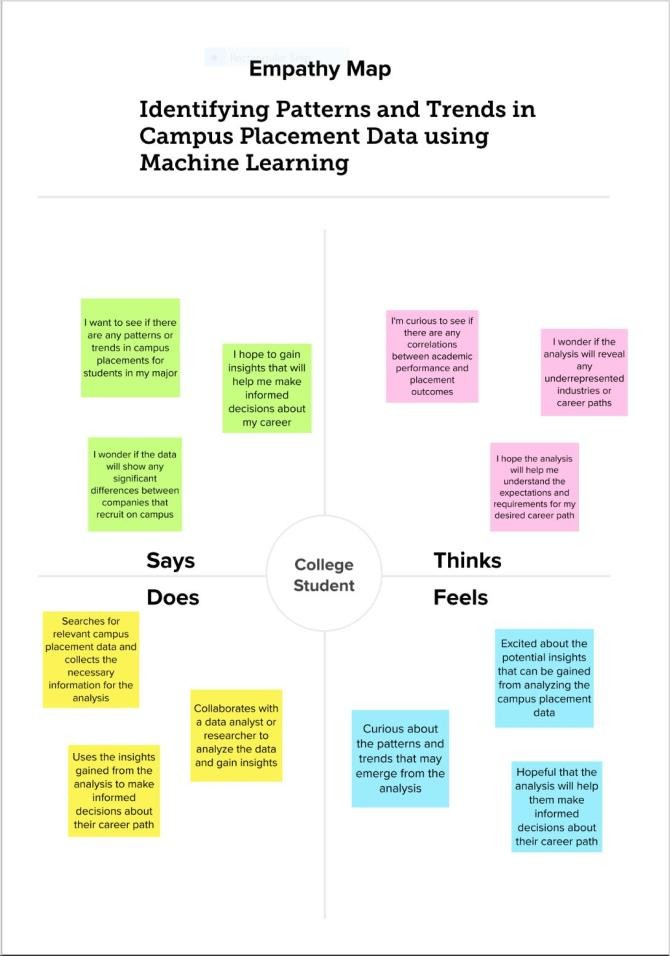 Empathy Map
Identifying Patterns and Trends in
Campus Placement Data using
Machine Learning
I want to see if there
are any patterns or
trends in campus
placements for
students in my major
I hope to gain
insights that will
help me make
informed
decisions about
my career
I wonder if the data
will show any
significant
differences between
companies that
recruit on campus
Says
I'm curious to see if
there are any
correlations
between academic
performance and
placement
outcomes
I wonder if the
analysis will reveal
any
underrepresented
industries or
career paths
I hope the analysis
will help me
understand the
expectations and
requirements for my
desired career path
Thinks
College
Student
Does
Searches for
relevant campus
placement data and
collects the
necessary
information for the
analysis
Collaborates with
a data analyst or
researcher to
analyze the data
and gain insights
Uses the insights
gained from the
analysis to make
informed
decisions about
their career path
Feels
Excited about the
potential insights
that can be gained
from analyzing the
campus placement
data
Curious about
the patterns and
trends that may
emerge from the
analysis
Hopeful that the
analysis will help
them make
informed
decisions about
their career path